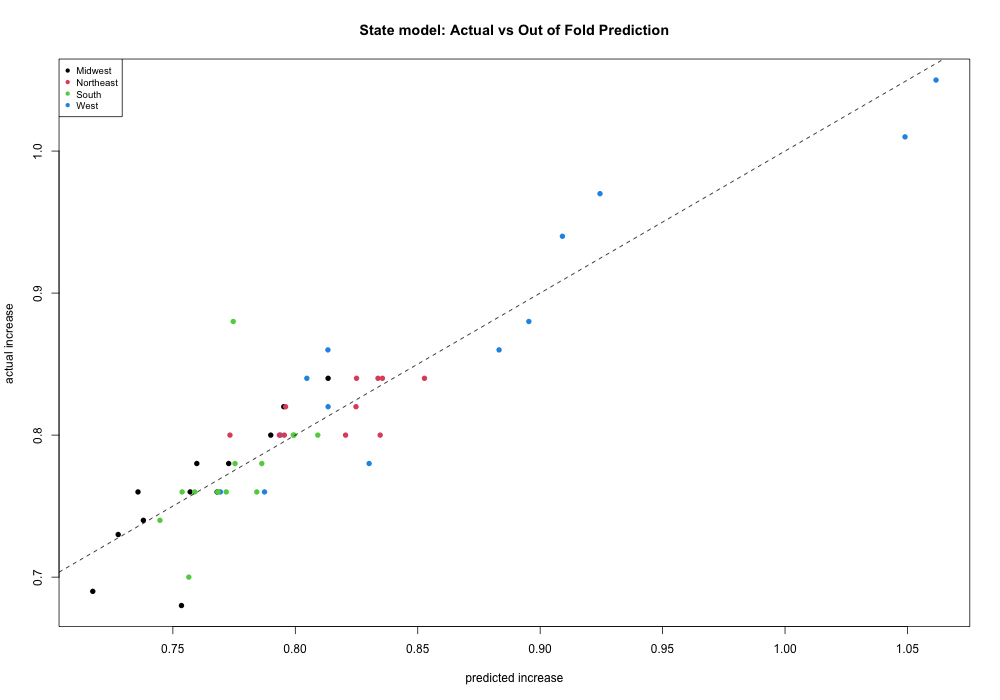 State model: Actual vs Out of Fold Prediction
Midwest
Northeast
South
West
actual increase
1.0
0.9
0.8
0.7
0.75
0.80
0.85
0.90
0.95
1.00
1.05
predicted increase